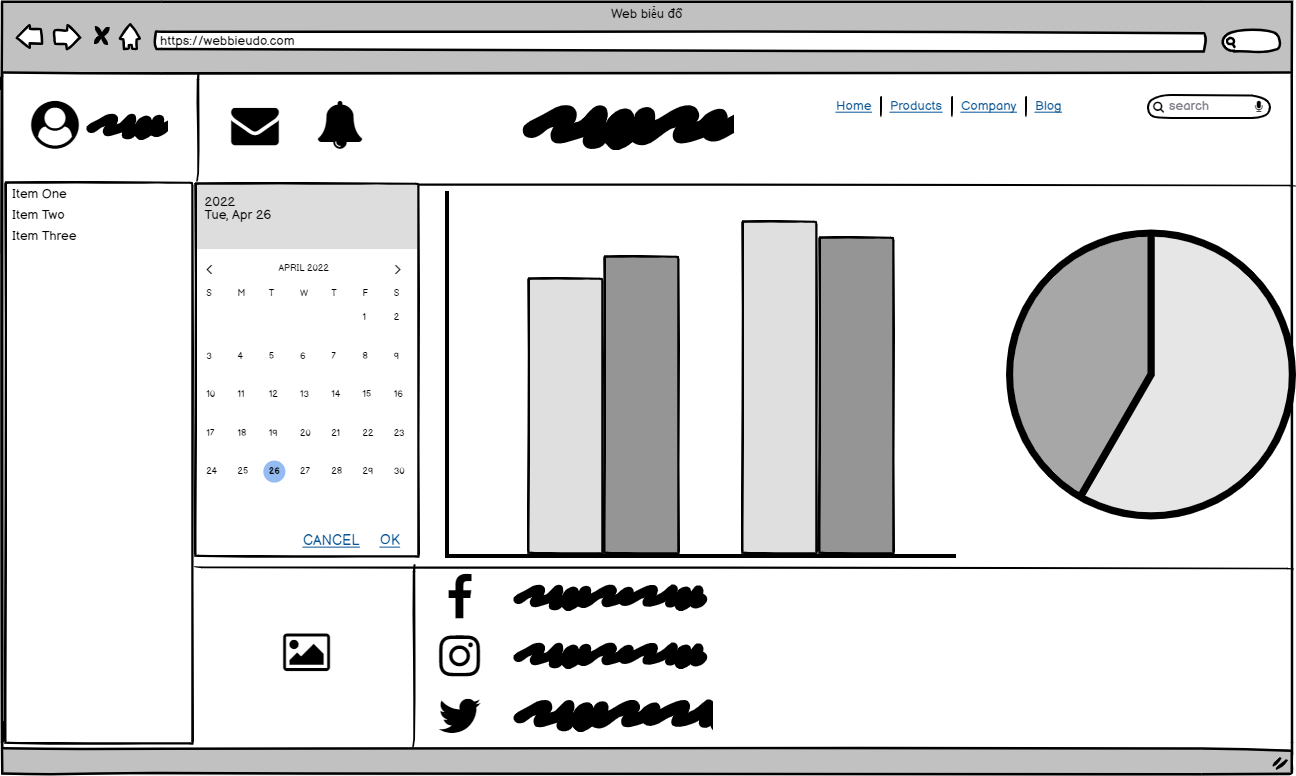 Web biểu đồ
https://webbieudo.com
Home Products Company Blog
search
Item One
Item Two
Item Three
2022
Tue, Apr 26
APRIL 2022
S M T W T F S
1 2
3 4 5 6 7 8 9
10 11 12 13 14 15 16
17 18 19 20 21 22 23
24 25 26 27 28 29 30
CANCEL OK